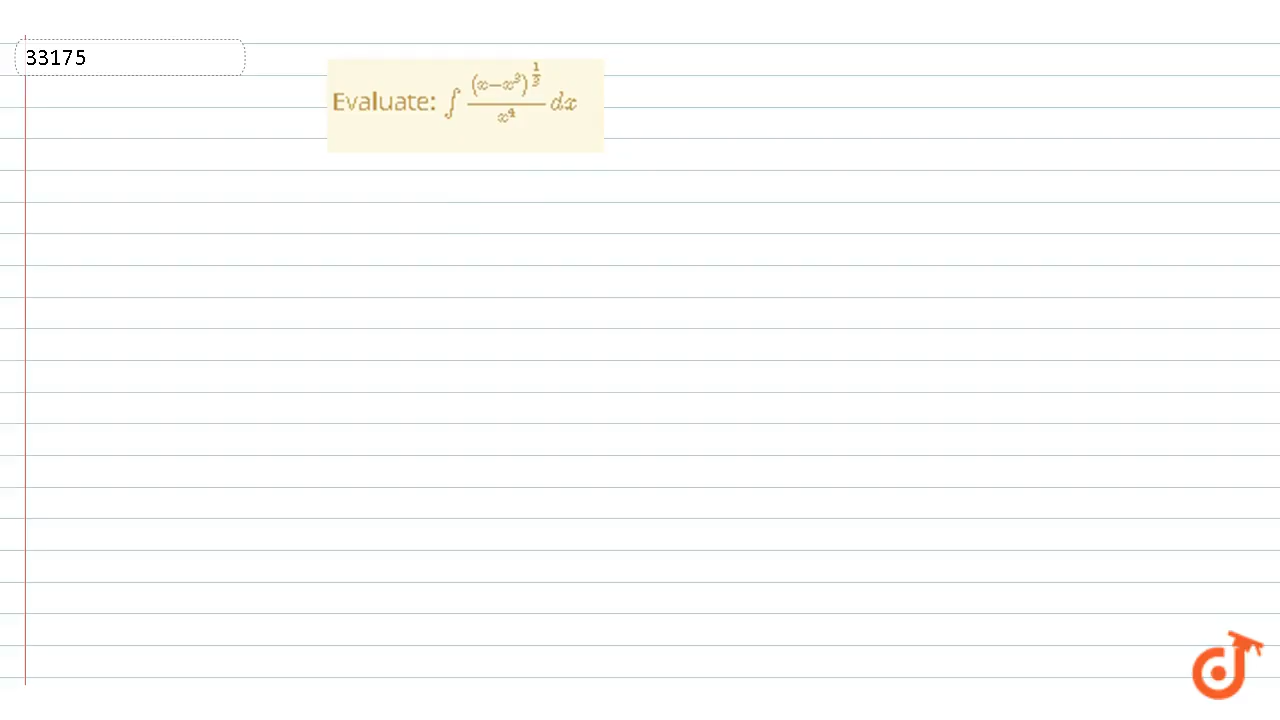 33175
Evaluate: ∫ (x−x³)^(1/3) / x⁴ dx